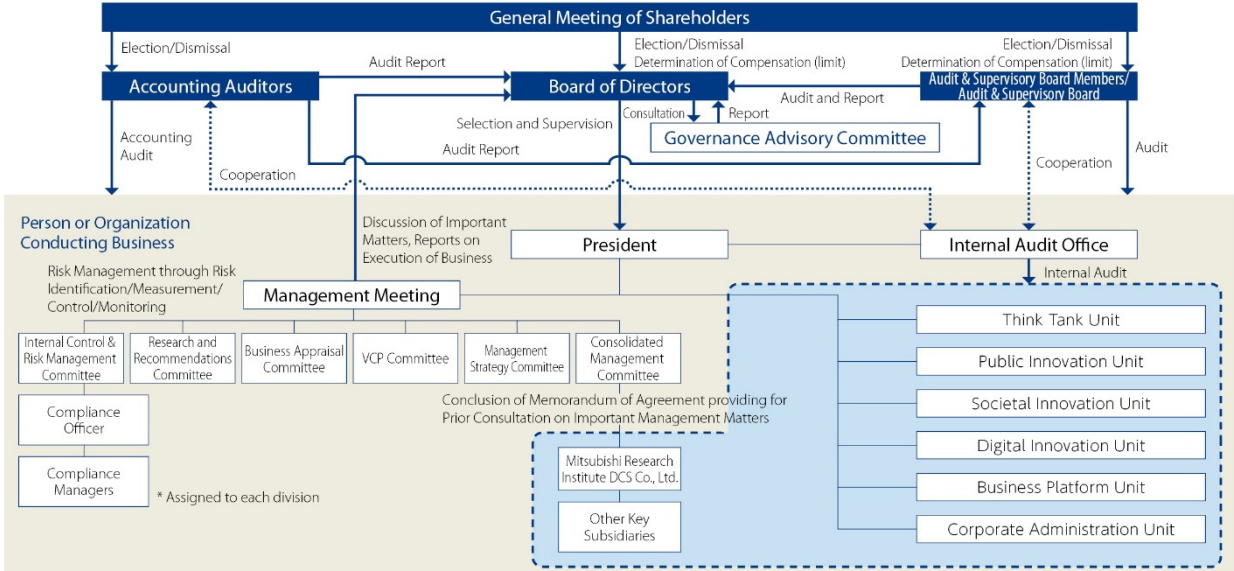 General Meeting of Shareholders
Election/Dismissal
Election/Dismissal
Determination of Compensation (limit)
Election/Dismissal
Determination of Compensation (limit)
Audit Report
Accounting Auditors
Board of Directors
Audit & Supervisory Board Members/
Audit & Supervisory Board
Audit and Report
Selection and Supervision
Consultation
Report
Governance Advisory Committee
Accounting
Audit
Audit Report
Cooperation
Cooperation
Audit
Person or Organization
Conducting Business
Discussion of Important
Matters, Reports on
Execution of Business
President
Internal Audit Office
Internal Audit
Risk Management through Risk
Identification/Measurement/
Control/Monitoring
Management Meeting
Internal Control &
Risk Management
Committee
Research and
Recommendations
Committee
Business Appraisal
Committee
VCP Committee
Management
Strategy Committee
Consolidated
Management
Committee
Compliance
Officer
Compliance
Managers
* Assigned to each division
Conclusion of Memorandum of Agreement providing for
Prior Consultation on Important Management Matters
Mitsubishi Research
Institute DCS Co., Ltd.
Other Key
Subsidiaries
Think Tank Unit
Public Innovation Unit
Societal Innovation Unit
Digital Innovation Unit
Business Platform Unit
Corporate Administration Unit